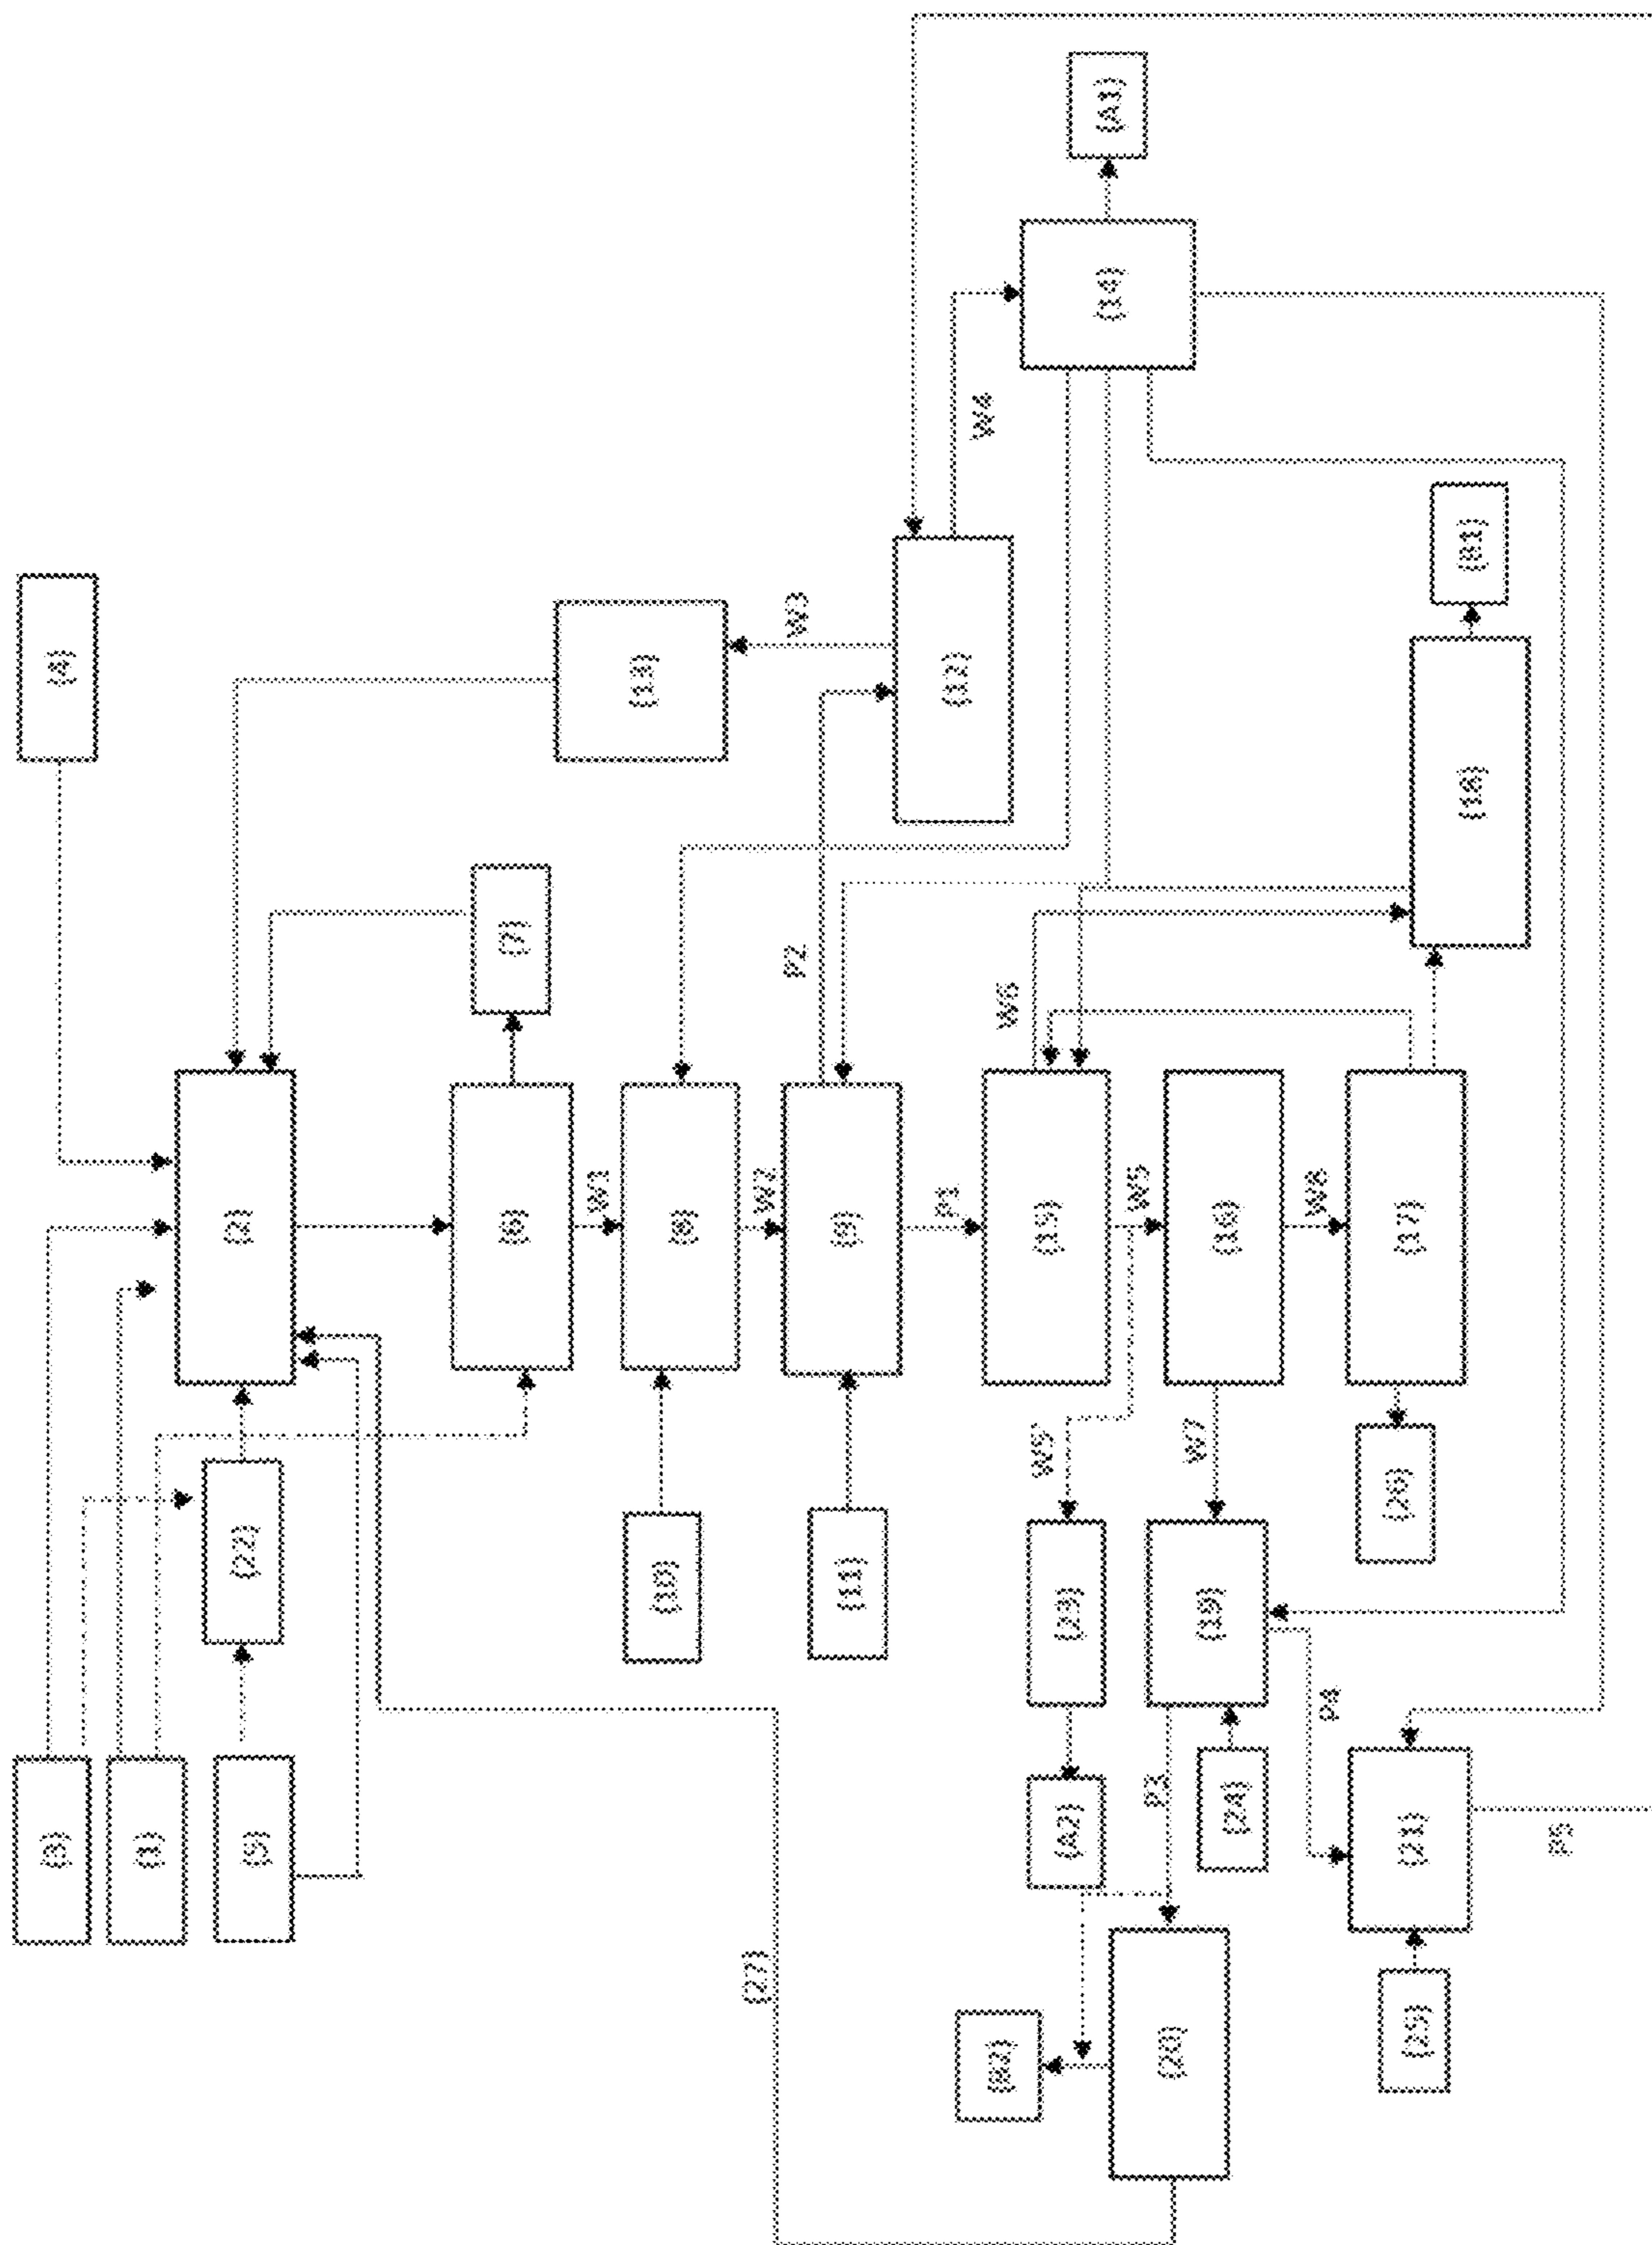 (4)
(A1)
(14)
W4
(B1)
W3
(13)
(12)
(18)
(7)
P2
W6
(2)
(6)
W1
(8)
W2
(9)
P1
(15)
W5
(16)
W8
(17)
(22)
(10)
(11)
W5'
W7
(26)
(23)
(19)
(3)
(1)
(5)
(A2)
P3
(24)
P4
(21)
P5
(27)
(B2)
(20)
(25)